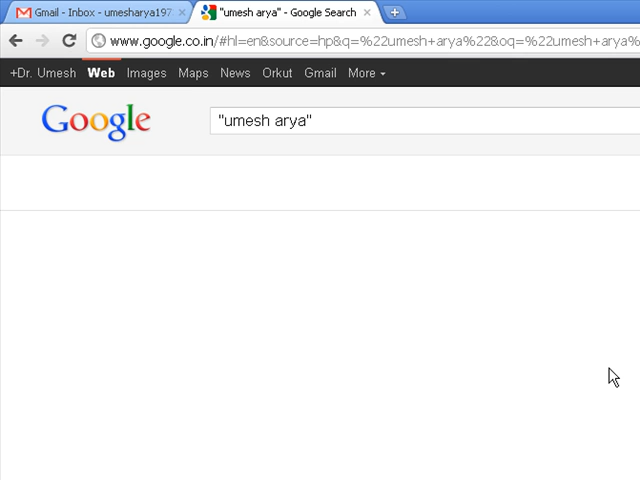 Gmail - Inbox - umesharya197 "umesh arya" - Google Search
www.google.co.in/#hl=en&source=hp&q=%22umesh+arya%22&oq=%22umesh+arya%
+Dr. Umesh Web Images Maps News Orkut Gmail More
Google "umesh arya"